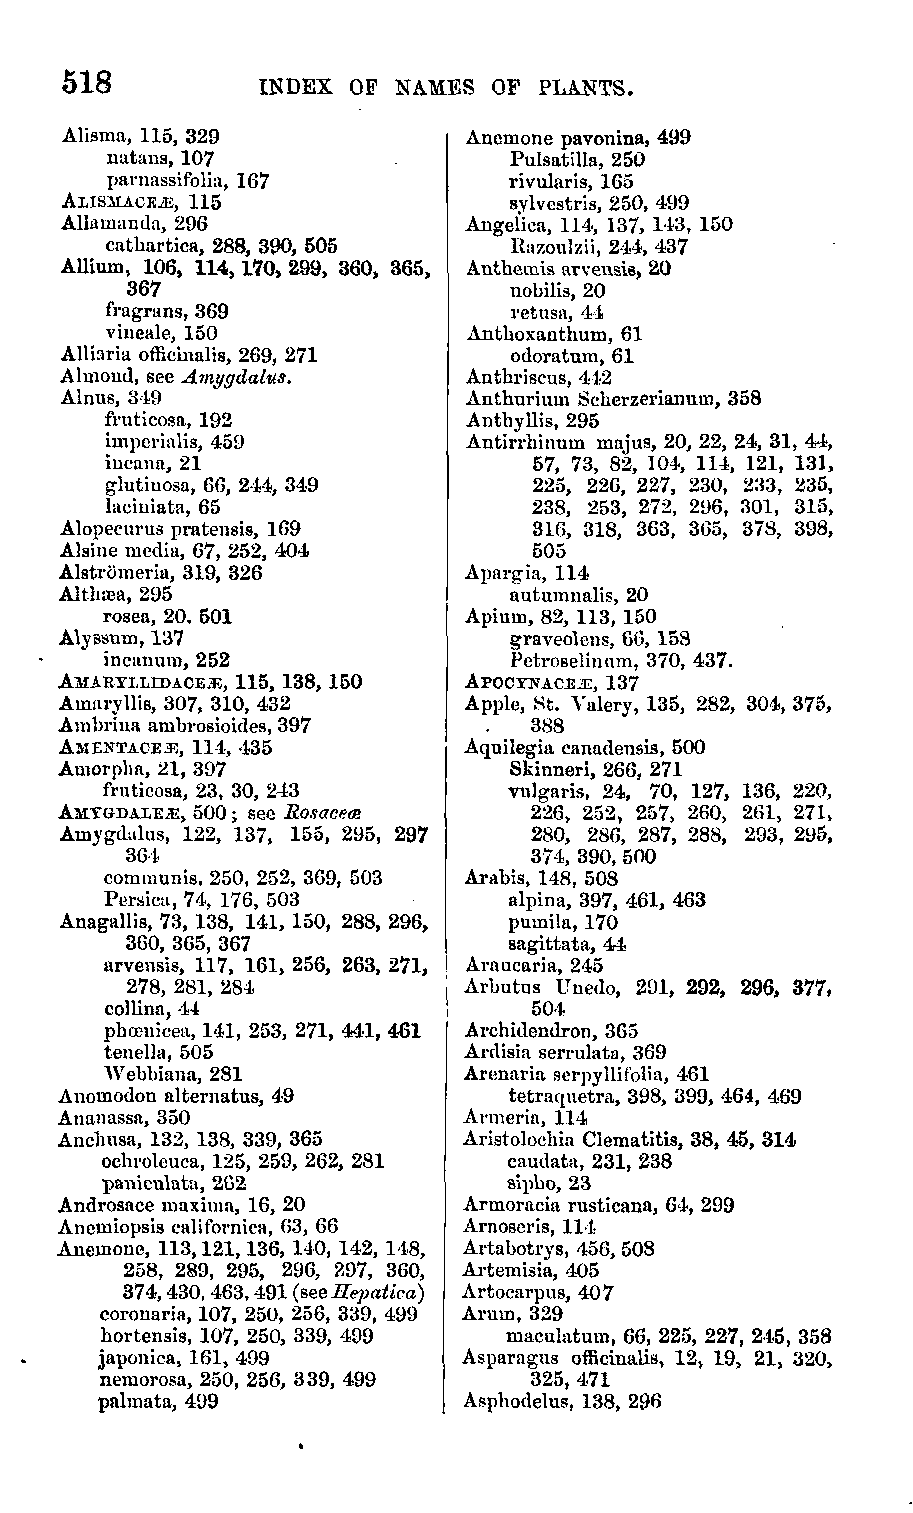 518
INDEX OF NAMES OF PLANTS.
Alisma, 115, 329
natans, 107
parnassifolia, 167
ALISMACEÆ, 115
Allamanda, 296
cathartica, 288, 390, 505
Allium, 106, 114, 170, 299, 360, 365,
367
fragrans, 369
vineale, 150
Alliaria officinalis, 269, 271
Almond, see Amygdalus.
Alnus, 349
fruticosa, 192
imperialis, 459
incana, 21
glutinosa, 66, 244, 349
laciniata, 65
Alopecurus pratensis, 169
Alsine media, 67, 252, 404
Alströmeria, 319, 326
Althæa, 295
rosea, 20, 501
Alyssum, 137
incanum, 252
AMARYLLIDACEÆ, 115, 138, 150
Amaryllis, 307, 310, 432
Ambrina ambrosioides, 397
AMENTACEÆ, 114, 435
Amorpha, 21, 397
fruticosa, 23, 30, 243
AMYGDALEÆ, 500; see Rosaceæ
Amygdalus, 122, 137, 155, 295, 297
364
communis, 250, 252, 369, 503
Persica, 74, 176, 503
Anagallis, 73, 138, 141, 150, 288, 296,
360, 365, 367
arvensis, 117, 161, 256, 263, 271,
278, 281, 284
collina, 44
phœnicea, 141, 253, 271, 441, 461
tenella, 505
Webbiana, 281
Anomodon alternatus, 49
Ananassa, 350
Anchusa, 132, 138, 339, 365
ochroleuca, 125, 259, 262, 281
paniculata, 262
Androsace maxima, 16, 20
Anemiopsis californica, 63, 66
Anemone, 113, 121, 136, 140, 142, 148,
258, 289, 295, 296, 297, 360,
374, 430, 463, 491 (see Hepatica)
coronaria, 107, 250, 256, 339, 499
hortensis, 107, 250, 339, 499
japonica, 161, 499
nemorosa, 250, 256, 339, 499
palmata, 499
Anemone pavonina, 499
Pulsatilla, 250
rivularis, 165
sylvestris, 250, 499
Angelica, 114, 137, 143, 150
Razoulzii, 244, 437
Anthemis arvensis, 20
nobilis, 20
retusa, 44
Anthoxanthum, 61
odoratum, 61
Anthriscus, 442
Anthurium Scherzerianum, 358
Anthyllis, 295
Antirrhinum majus, 20, 22, 24, 31, 44,
57, 73, 82, 104, 114, 121, 131,
225, 226, 227, 230, 233, 235,
238, 253, 272, 296, 301, 315,
316, 318, 363, 365, 378, 398,
505
Apargia, 114
autumnalis, 20
Apium, 82, 113, 150
graveolens, 66, 158
Petroselinum, 370, 437.
APOCYNACEÆ, 137
Apple, St. Valery, 135, 282, 304, 375,
388
Aquilegia canadensis, 500
Skinneri, 266, 271
vulgaris, 24, 70, 127, 136, 220,
226, 252, 257, 260, 261, 271,
280, 286, 287, 288, 293, 295,
374, 390, 500
Arabis, 148, 508
alpina, 397, 461, 463
pumila, 170
sagittata, 44
Araucaria, 245
Arbutus Unedo, 291, 292, 296, 377,
504
Archidendron, 365
Ardisia serrulata, 369
Arenaria serpyllifolia, 461
tetraquetra, 398, 399, 464, 469
Armeria, 114
Aristolochia Clematitis, 38, 45, 314
caudata, 231, 238
sipho, 23
Armoracia rusticana, 64, 299
Arnoseris, 114
Artabotrys, 456, 508
Artemisia, 405
Artocarpus, 407
Arum, 329
maculatum, 66, 225, 227, 245, 358
Asparagus officinalis, 12, 19, 21, 320,
325, 471
Asphodelus, 138, 296